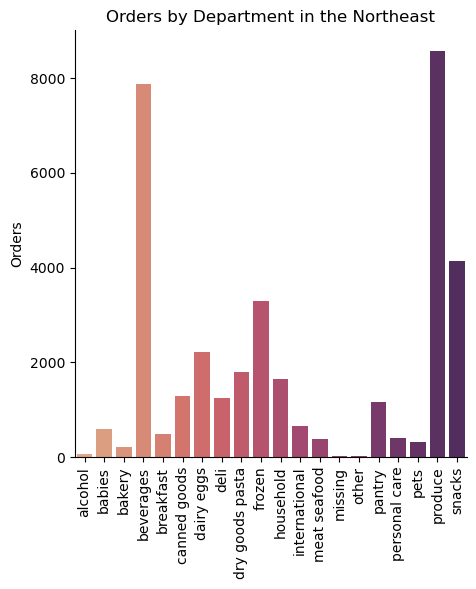 Orders by Department in the Northeast
Orders
8000
6000
4000
2000
0
alcohol
babies
bakery
beverages
breakfast
canned goods
dairy eggs
deli
dry goods pasta
frozen
household
international
meat seafood
missing
other
pantry
personal care
pets
produce
snacks